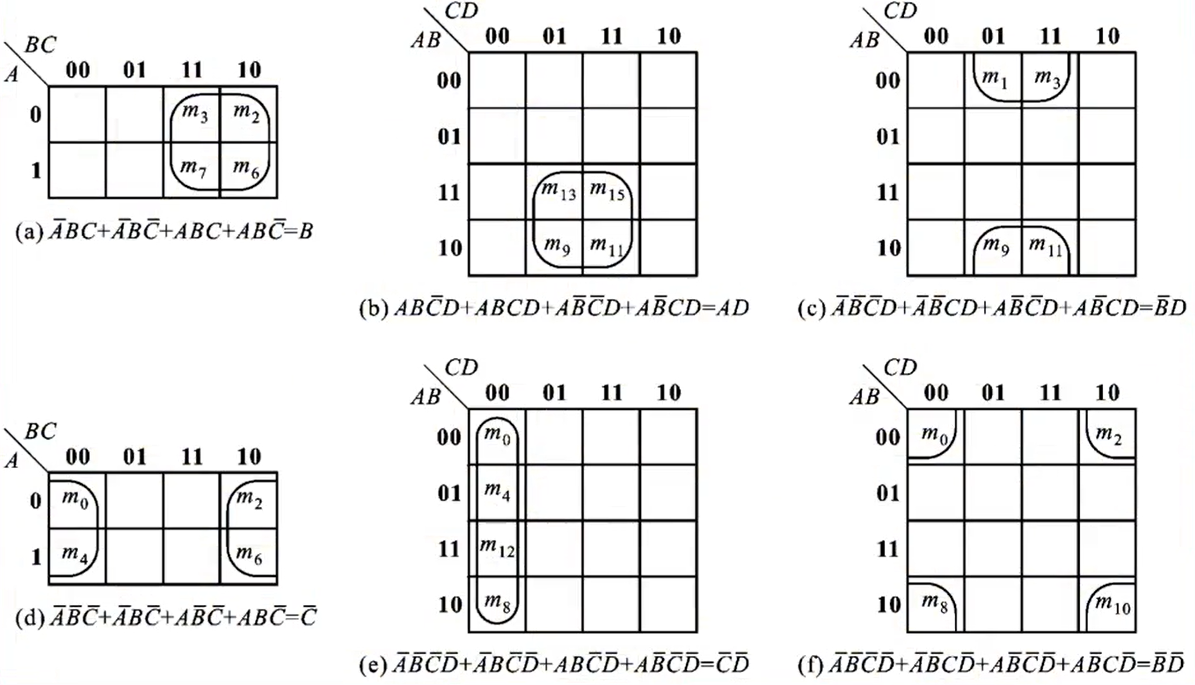 BC
A
00 01 11 10
0 m₃ m₂
1 m₇ m₆
(a) A̅BC+A̅BC̅+ABC+ABC̅=B
CD
AB
00 01 11 10
00
01
11 m₁₃ m₁₅
10 m₉ m₁₁
(b) ABC̅D+ABCD+AB̅C̅D+AB̅CD=AD
CD
AB
00 01 11 10
00 m₁ m₃
01
11
10 m₉ m₁₁
(c) A̅B̅C̅D+A̅B̅CD+AB̅C̅D+AB̅CD=B̅D
BC
A
00 01 11 10
0 m₀ m₂
1 m₄ m₆
(d) A̅B̅C̅+A̅BC̅+AB̅C̅+ABC̅=C̅
CD
AB
00 01 11 10
00 m₀
01 m₄
11 m₁₂
10 m₈
(e) A̅B̅C̅D̅+A̅BC̅D̅+ABC̅D̅+AB̅C̅D̅=C̅D̅
CD
AB
00 01 11 10
00 m₀ m₂
01
11
10 m₈ m₁₀
(f) A̅B̅C̅D̅+A̅B̅CD̅+AB̅C̅D̅+AB̅CD̅=B̅D̅